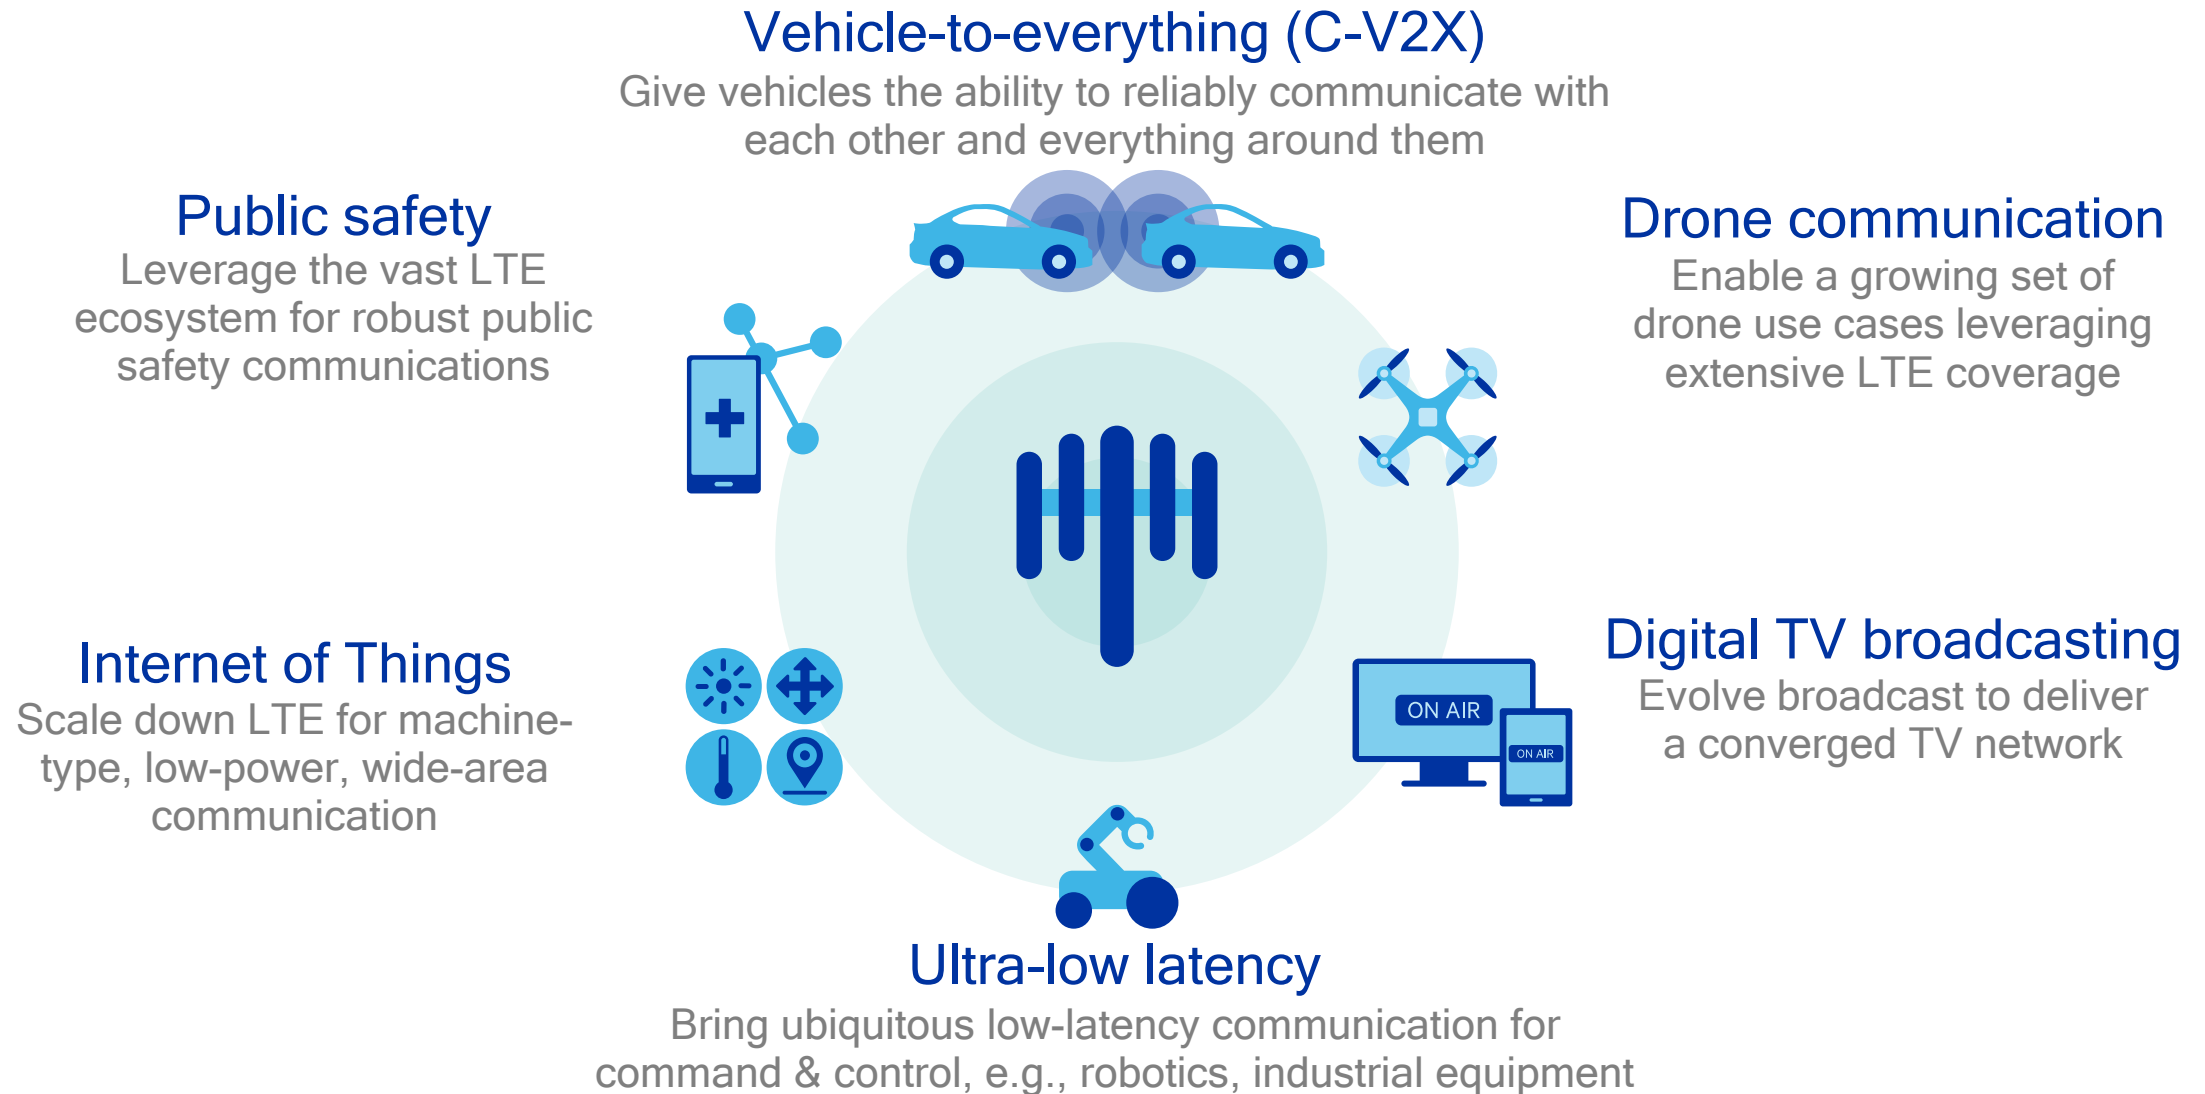 Vehicle-to-everything (C-V2X)
Give vehicles the ability to reliably communicate with
each other and everything around them
Public safety
Leverage the vast LTE
ecosystem for robust public
safety communications
Drone communication
Enable a growing set of
drone use cases leveraging
extensive LTE coverage
Internet of Things
Scale down LTE for machine-
type, low-power, wide-area
communication
Digital TV broadcasting
Evolve broadcast to deliver
a converged TV network
ON AIR
ON AIR
Ultra-low latency
Bring ubiquitous low-latency communication for
command & control, e.g., robotics, industrial equipment